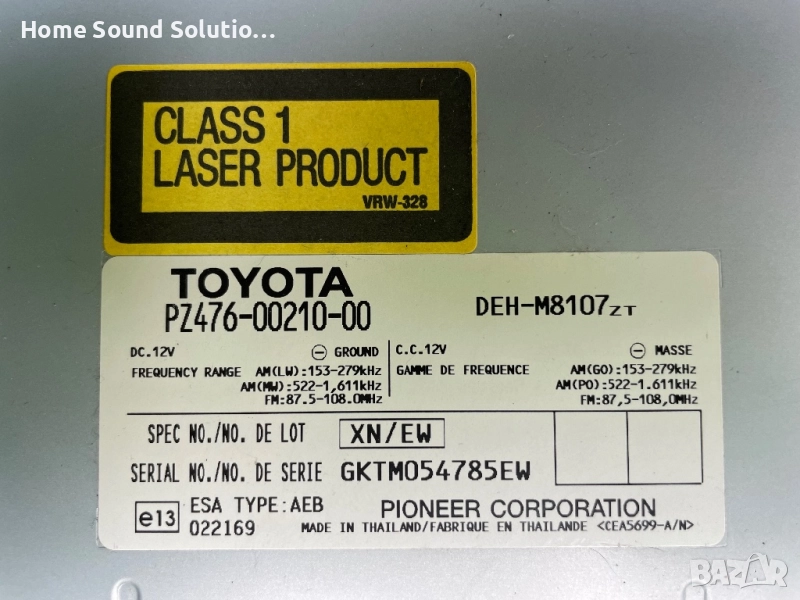 Home Sound Solutio...
CLASS 1
LASER PRODUCT
VRW-328
TOYOTA
PZ476-00210-00
DEH-M8107ZT
DC.12V ⊖ GROUND
FREQUENCY RANGE AM(LW):153-279kHz
AM(MW):522-1,611kHz
FM:87.5-108.0MHz
C.C.12V ⊖ MASSE
GAMME DE FREQUENCE AM(GO):153-279kHz
AM(PO):522-1.611kHz
FM:87,5-108,0MHz
SPEC NO./NO. DE LOT XN/EW
SERIAL NO./NO. DE SERIE GKTM054785EW
e13 ESA TYPE:AEB
022169
PIONEER CORPORATION
MADE IN THAILAND/FABRIQUE EN THAILANDE <CEA5699-A/N>
BAZAR